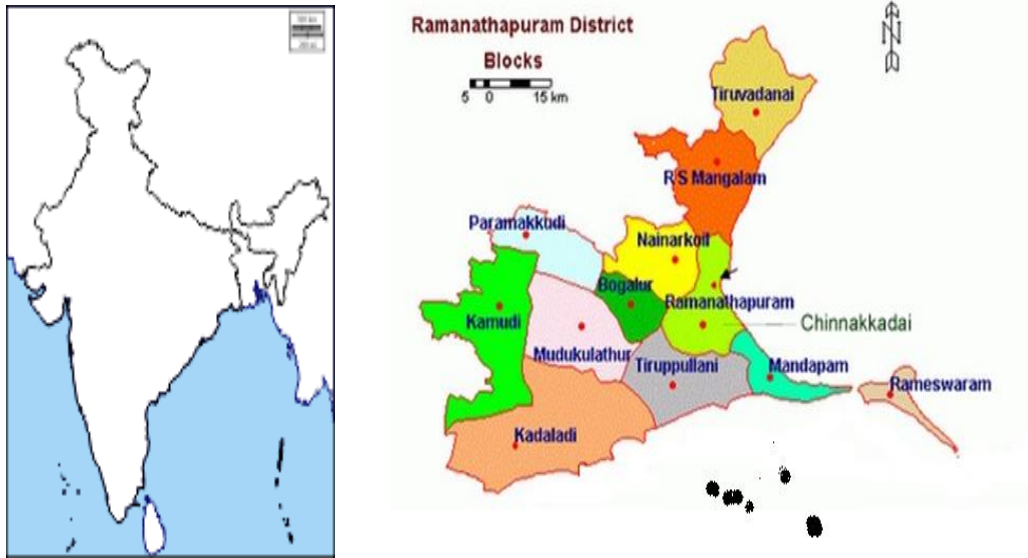 Ramanathapuram District
Blocks
5 0 15 km
N
Tiruvadanai
R S Mangalam
Paramakkudi
Nainarkoil
Bogalur
Ramanathapuram
Kamudi
Chinnakkadai
Mudukulathur
Tiruppullani
Mandapam
Rameswaram
Kadaladi